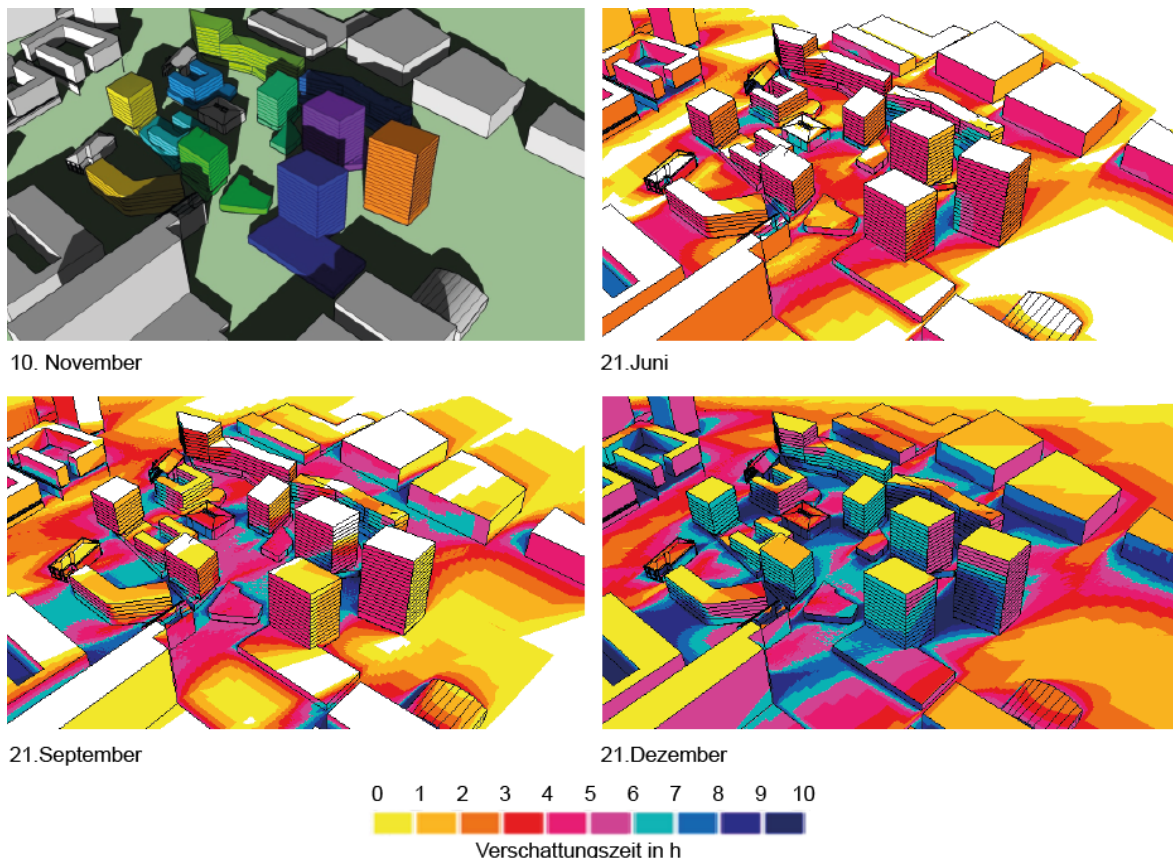 10. November
21.Juni
21.September
21.Dezember
0 1 2 3 4 5 6 7 8 9 10
Verschattungszeit in h